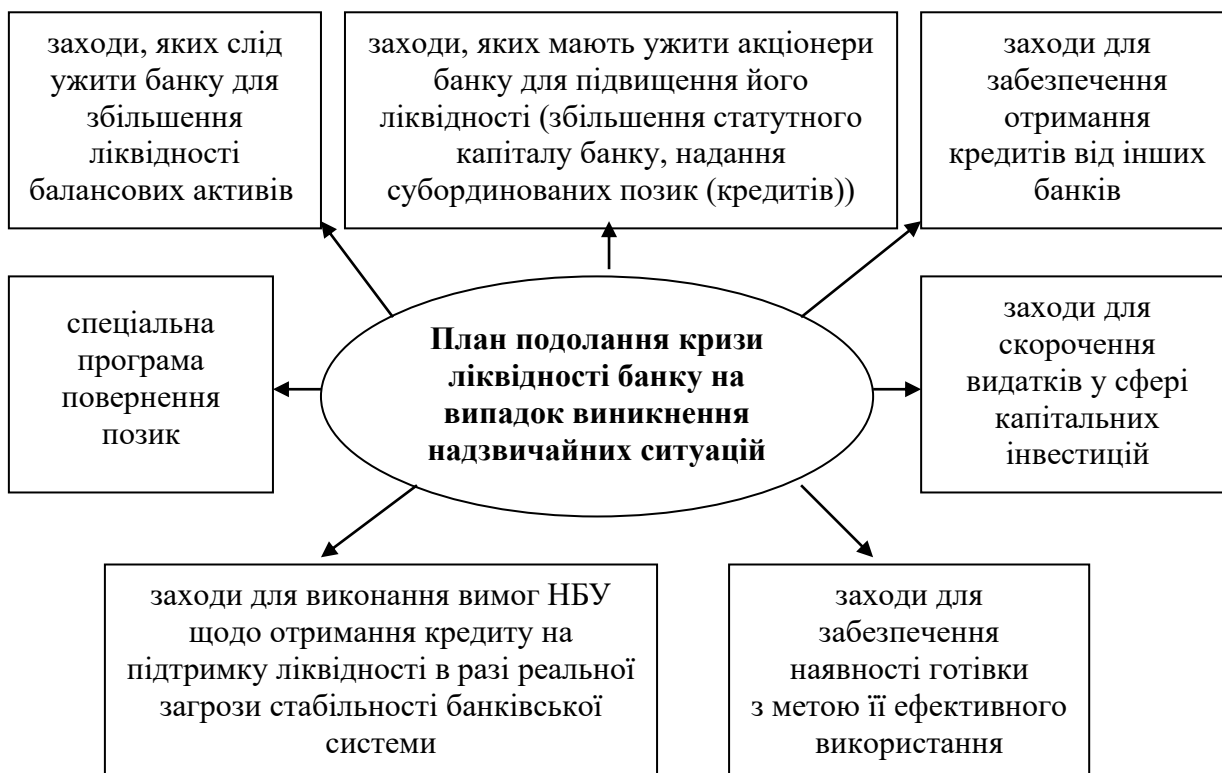 заходи, яких слід
ужити банку для
збільшення
ліквідності
балансових активів
заходи, яких мають ужити акціонери
банку для підвищення його
ліквідності (збільшення статутного
капіталу банку, надання
субординованих позик (кредитів))
заходи для
забезпечення
отримання
кредитів від інших
банків
спеціальна
програма
повернення
позик
План подолання кризи
ліквідності банку на
випадок виникнення
надзвичайних ситуацій
заходи для
скорочення
видатків у сфері
капітальних
інвестицій
заходи для виконання вимог НБУ
щодо отримання кредиту на
підтримку ліквідності в разі реальної
загрози стабільності банківської
системи
заходи для
забезпечення
наявності готівки
з метою її ефективного
використання